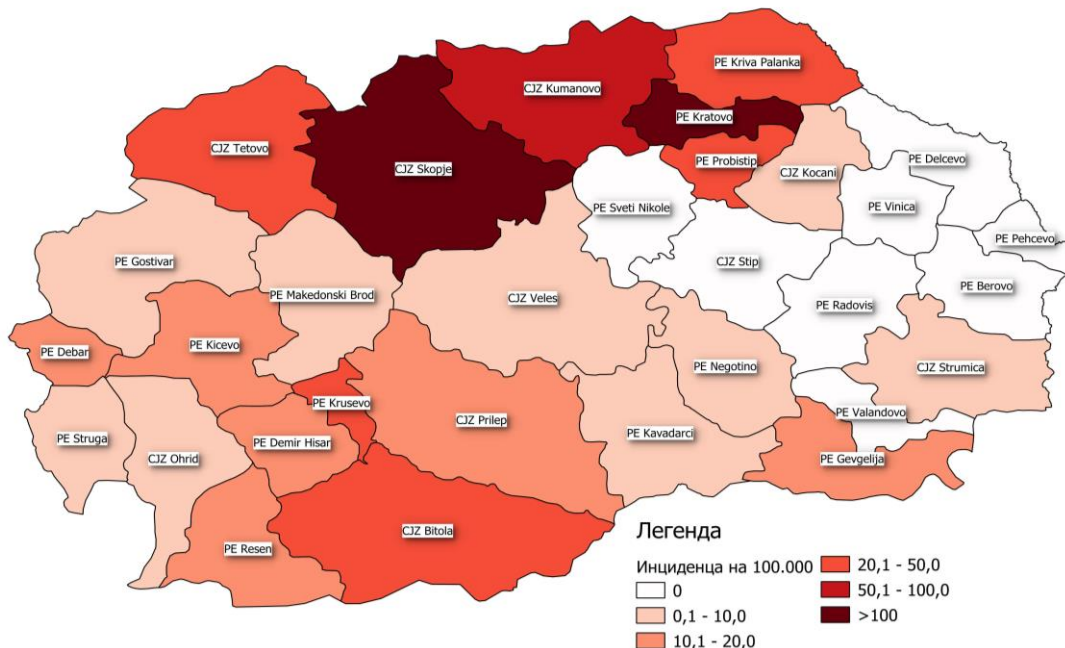 PE Kriva Palanka
CJZ Kumanovo
PE Kratovo
CJZ Tetovo
CJZ Skopje
PE Probistip
CJZ Kocani
PE Delcevo
PE Sveti Nikole
PE Vinica
PE Pehcevo
PE Gostivar
CJZ Stip
PE Makedonski Brod
CJZ Veles
PE Berovo
PE Radovis
PE Debar
PE Kicevo
PE Negotino
CJZ Strumica
PE Krusevo
PE Valandovo
CJZ Prilep
PE Struga
PE Demir Hisar
PE Kavadarci
CJZ Ohrid
PE Gevgelija
CJZ Bitola
PE Resen
Легенда
Инциденца на 100.000
0
0,1 - 10,0
10,1 - 20,0
20,1 - 50,0
50,1 - 100,0
>100